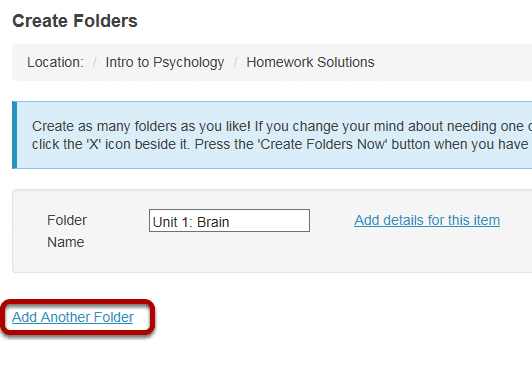 Create Folders
Location: / Intro to Psychology / Homework Solutions
Create as many folders as you like! If you change your mind about needing one
click the 'X' icon beside it. Press the 'Create Folders Now' button when you have
Folder Name Unit 1: Brain Add details for this item
Add Another Folder